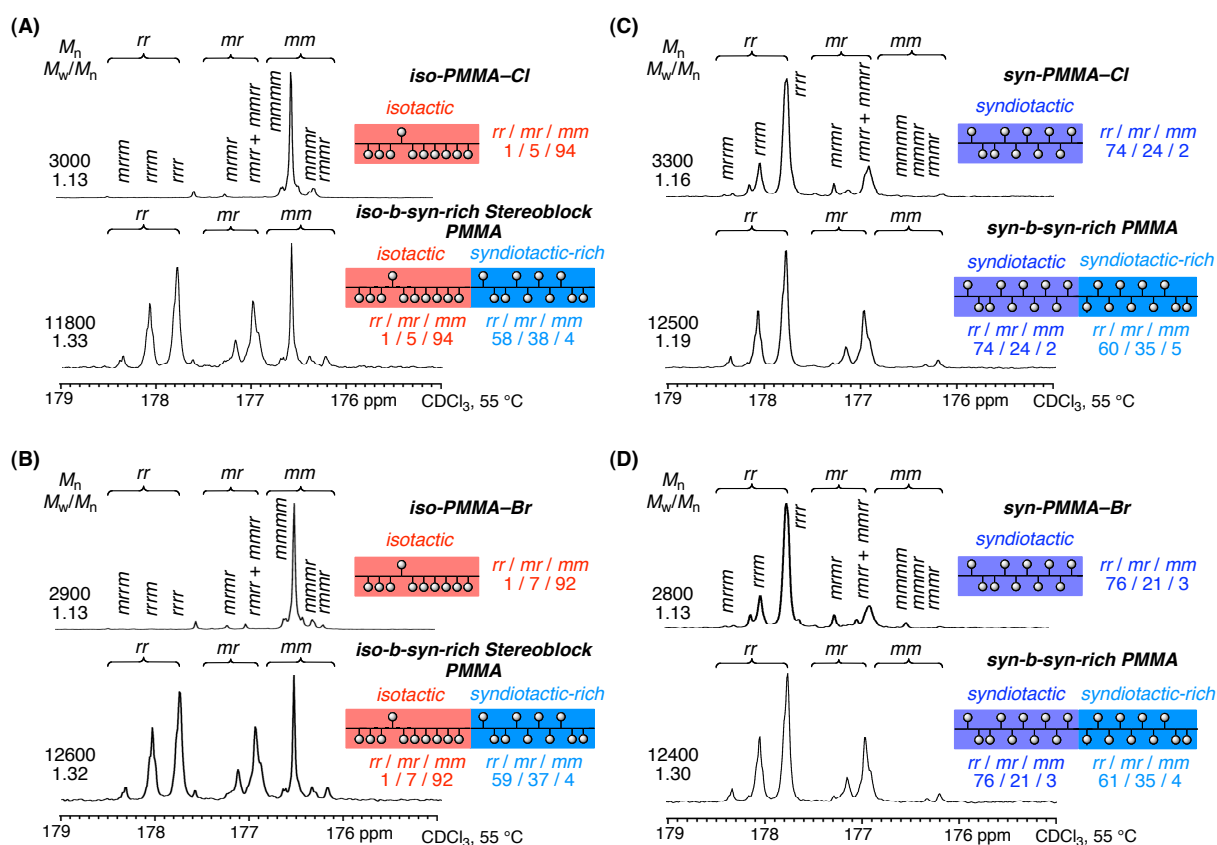 (A)
Mn
Mw/Mn
rr
mr
mm
iso-PMMA–Cl
isotactic
rr / mr / mm
1 / 5 / 94
3000
1.13
mrrm
rrrm
rrrr
mrmr
rmrr + mmrr
mmmm
mmmr
rmmr
rr
mr
mm
iso-b-syn-rich Stereoblock
PMMA
isotactic
syndiotactic-rich
rr / mr / mm
rr / mr / mm
1 / 5 / 94
58 / 38 / 4
11800
1.33
179
178
177
176 ppm
CDCl3, 55 °C
(C)
Mn
Mw/Mn
rr
mr
mm
syn-PMMA–Cl
syndiotactic
rr / mr / mm
74 / 24 / 2
3300
1.16
mrrm
rrrm
rrrr
mrmr
rmrr + mmrr
mmmm
mmmr
rmmr
rr
mr
mm
syn-b-syn-rich PMMA
syndiotactic
syndiotactic-rich
rr / mr / mm
rr / mr / mm
74 / 24 / 2
60 / 35 / 5
12500
1.19
179
178
177
176 ppm
CDCl3, 55 °C
(B)
Mn
Mw/Mn
rr
mr
mm
iso-PMMA–Br
isotactic
rr / mr / mm
1 / 7 / 92
2900
1.13
mrrm
rrrm
rrrr
mrmr
rmrr + mmrr
mmmm
mmmr
rmmr
rr
mr
mm
iso-b-syn-rich Stereoblock
PMMA
isotactic
syndiotactic-rich
rr / mr / mm
rr / mr / mm
1 / 7 / 92
59 / 37 / 4
12600
1.32
179
178
177
176 ppm
CDCl3, 55 °C
(D)
Mn
Mw/Mn
rr
mr
mm
syn-PMMA–Br
syndiotactic
rr / mr / mm
76 / 21 / 3
2800
1.13
mrrm
rrrm
rrrr
mrmr
rmrr + mmrr
mmmm
mmmr
rmmr
rr
mr
mm
syn-b-syn-rich PMMA
syndiotactic
syndiotactic-rich
rr / mr / mm
rr / mr / mm
76 / 21 / 3
61 / 35 / 4
12400
1.30
179
178
177
176 ppm
CDCl3, 55 °C